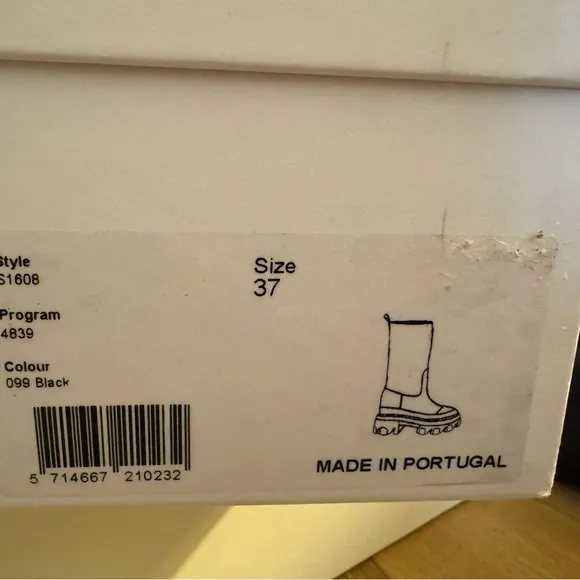 Style
S1608
Size
37
Program
4839
Colour
099 Black
5 714667 210232
MADE IN PORTUGAL